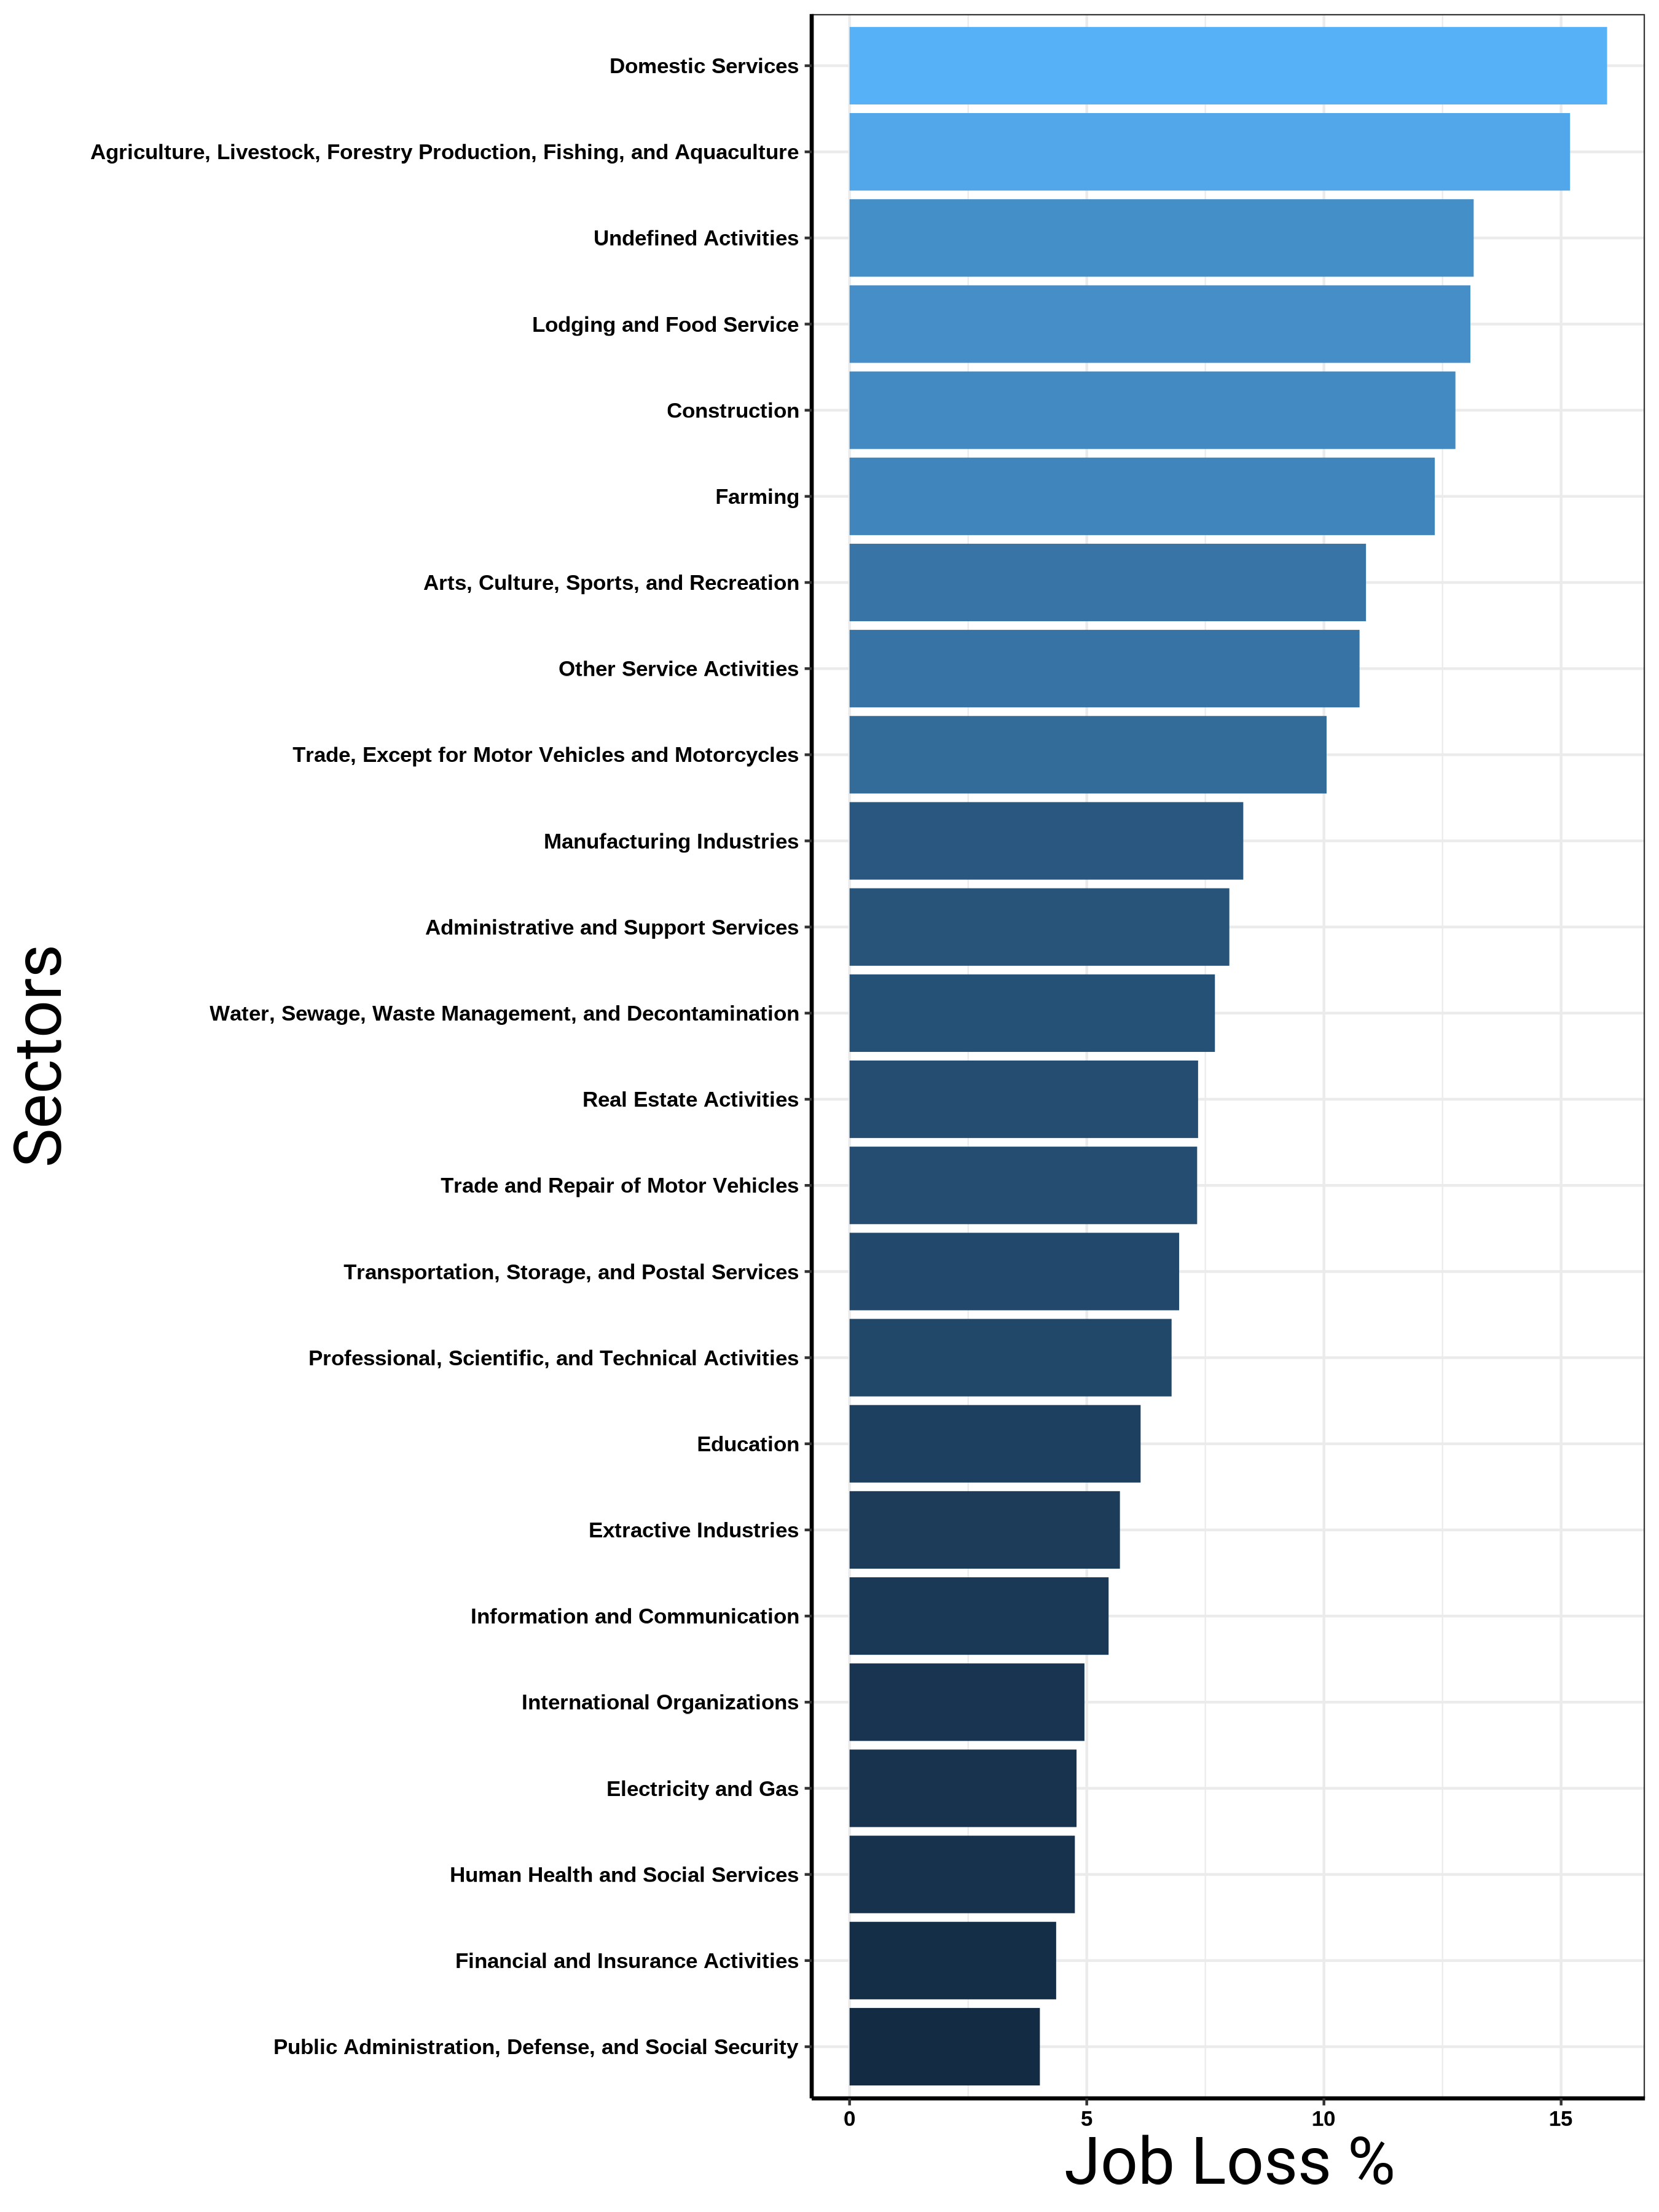 Domestic Services
Agriculture, Livestock, Forestry Production, Fishing, and Aquaculture
Undefined Activities
Lodging and Food Service
Construction
Farming
Arts, Culture, Sports, and Recreation
Other Service Activities
Trade, Except for Motor Vehicles and Motorcycles
Manufacturing Industries
Administrative and Support Services
Water, Sewage, Waste Management, and Decontamination
Real Estate Activities
Trade and Repair of Motor Vehicles
Transportation, Storage, and Postal Services
Professional, Scientific, and Technical Activities
Education
Extractive Industries
Information and Communication
International Organizations
Electricity and Gas
Human Health and Social Services
Financial and Insurance Activities
Public Administration, Defense, and Social Security
Sectors
0 5 10 15
Job Loss %